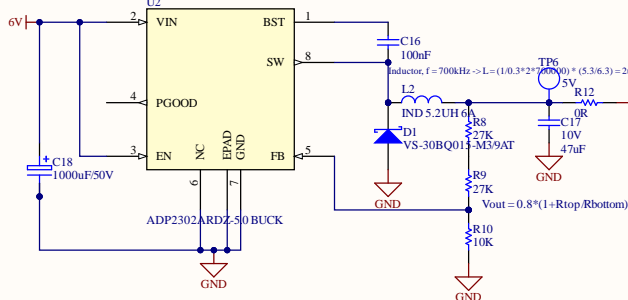 U2
6V
2
VIN
BST
1
C16
100nF
8
SW
Inductor, f = 700kHz -> L = (1/0.3*2*700000) * (5.3/6.3) = 2
TP6
5V
4
PGOOD
L2
IND 5.2UH 6A
R12
0R
R8
27K
C17
10V
47uF
D1
VS-30BQ015-M3/9AT
3
EN
NC
EPAD
GND
FB
5
C18
1000uF/50V
6
7
GND
GND
R9
27K
Vout = 0.8*(1+Rtop/Rbottom)
ADP2302ARDZ-5.0 BUCK
R10
10K
GND
GND